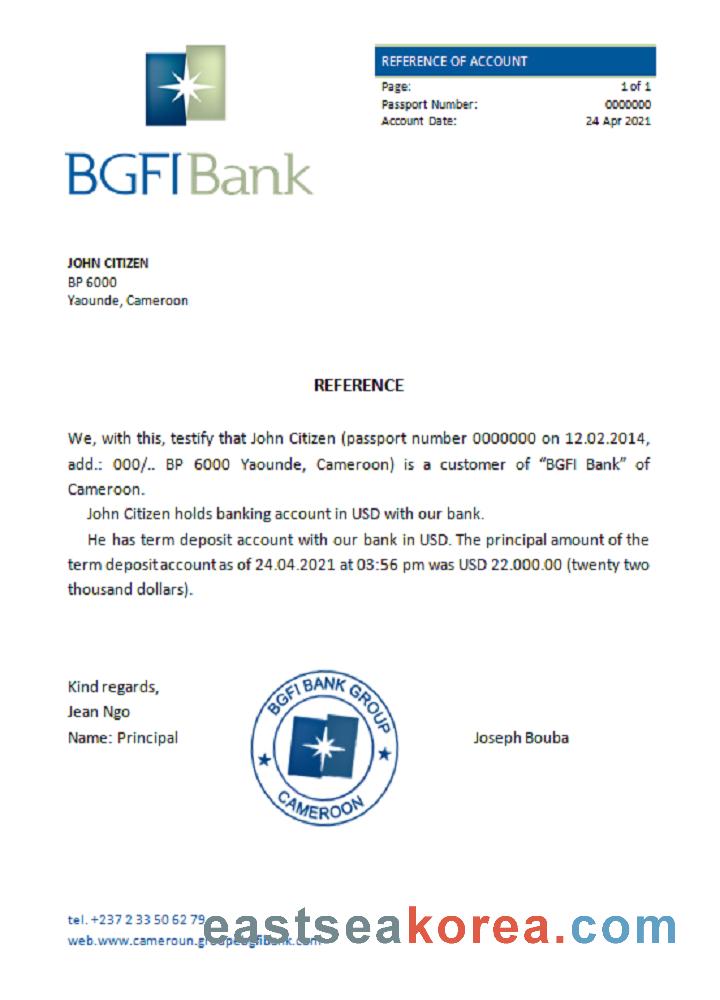 REFERENCE OF ACCOUNT
Page: 1 of 1
Passport Number: 0000000
Account Date: 24 Apr 2021
BGFIBank
JOHN CITIZEN
BP 6000
Yaounde, Cameroon
REFERENCE
We, with this, testify that John Citizen (passport number 0000000 on 12.02.2014,
add.: 000/.. BP 6000 Yaounde, Cameroon) is a customer of “BGFI Bank” of
Cameroon.
John Citizen holds banking account in USD with our bank.
He has term deposit account with our bank in USD. The principal amount of the
term deposit account as of 24.04.2021 at 03:56 pm was USD 22.000.00 (twenty two
thousand dollars).
Kind regards,
Jean Ngo
Name: Principal
BGFI BANK GROUP
CAMEROON
Joseph Bouba
tel. +237 2 33 50 62 79
web.www.cameroun.groupebgfibank.com
eastseakorea.com